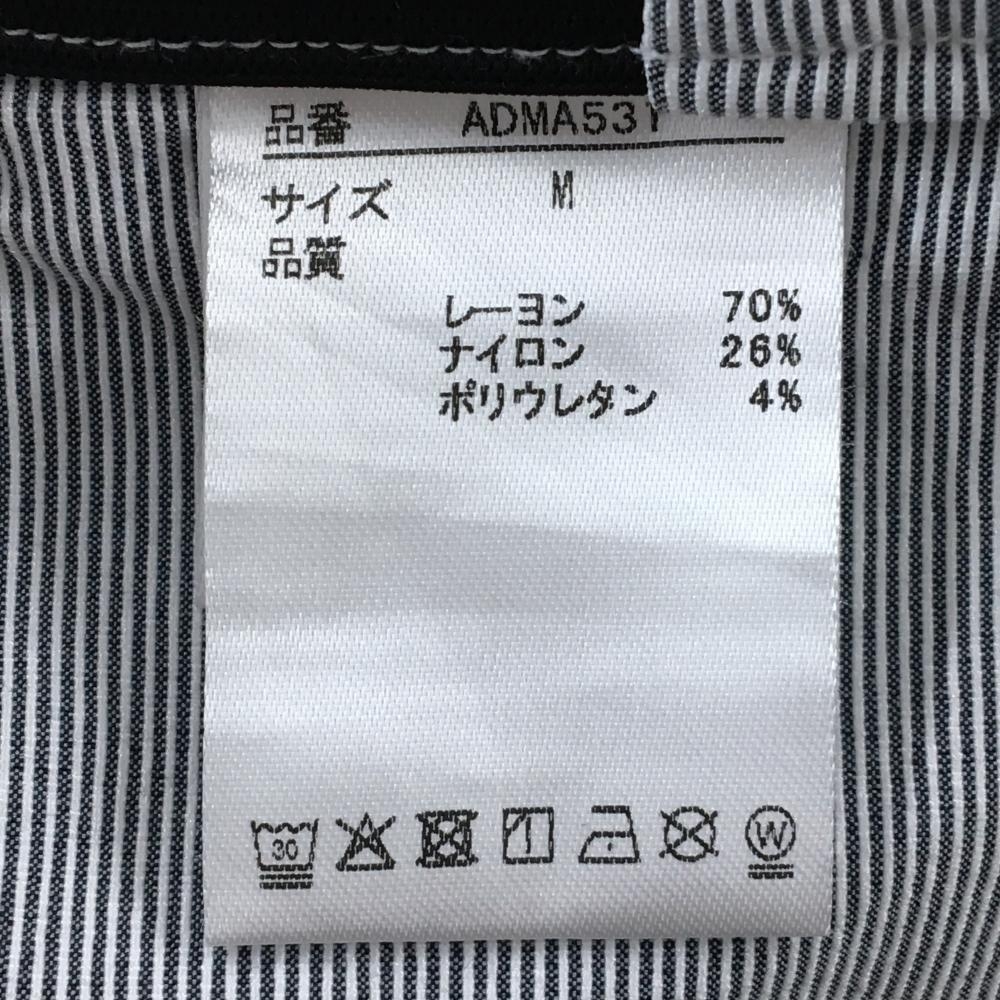 品番 ADMA531
サイズ M
品質
レーヨン 70%
ナイロン 26%
ポリウレタン 4%
30 W